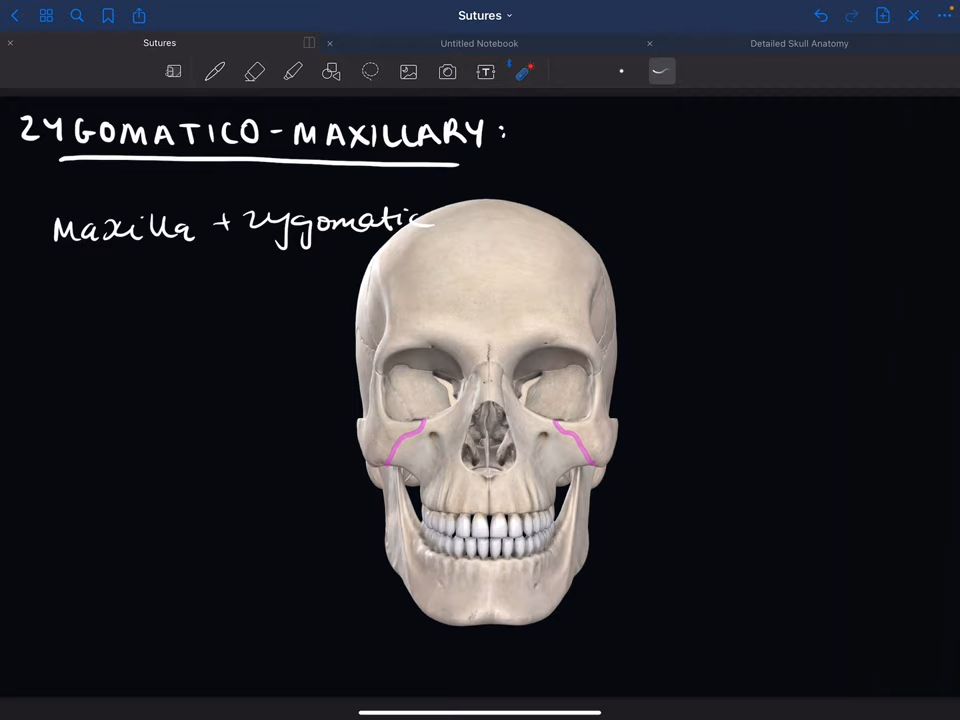 Sutures
Sutures
Untitled Notebook
Detailed Skull Anatomy
ZYGOMATICO-MAXILLARY:
Maxilla + zygomatic